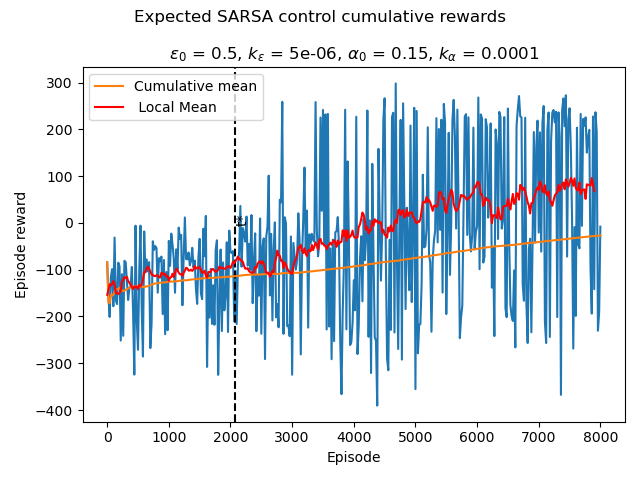 Expected SARSA control cumulative rewards
ε₀ = 0.5, kε = 5e-06, α₀ = 0.15, kα = 0.0001
Cumulative mean
Local Mean
Episode reward
300
200
100
0
−100
−200
−300
−400
0 1000 2000 3000 4000 5000 6000 7000 8000
Episode